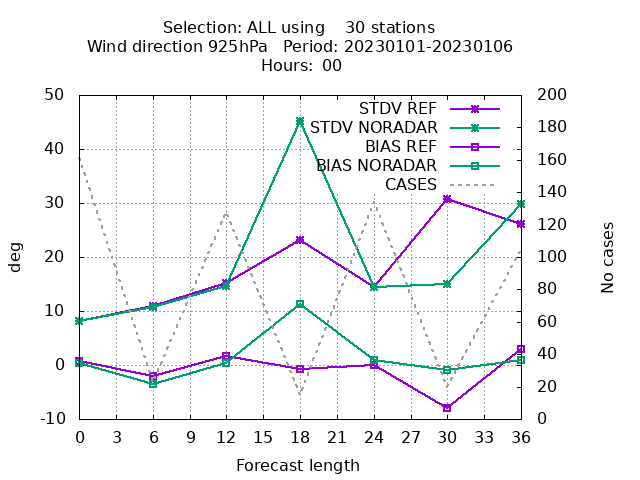 Selection: ALL using    30 stations
Wind direction 925hPa   Period: 20230101-20230106
Hours: 00
STDV REF
STDV NORADAR
BIAS REF
BIAS NORADAR
CASES
50
40
30
20
10
0
-10
deg
200
180
160
140
120
100
80
60
40
20
0
No cases
0 3 6 9 12 15 18 21 24 27 30 33 36
Forecast length